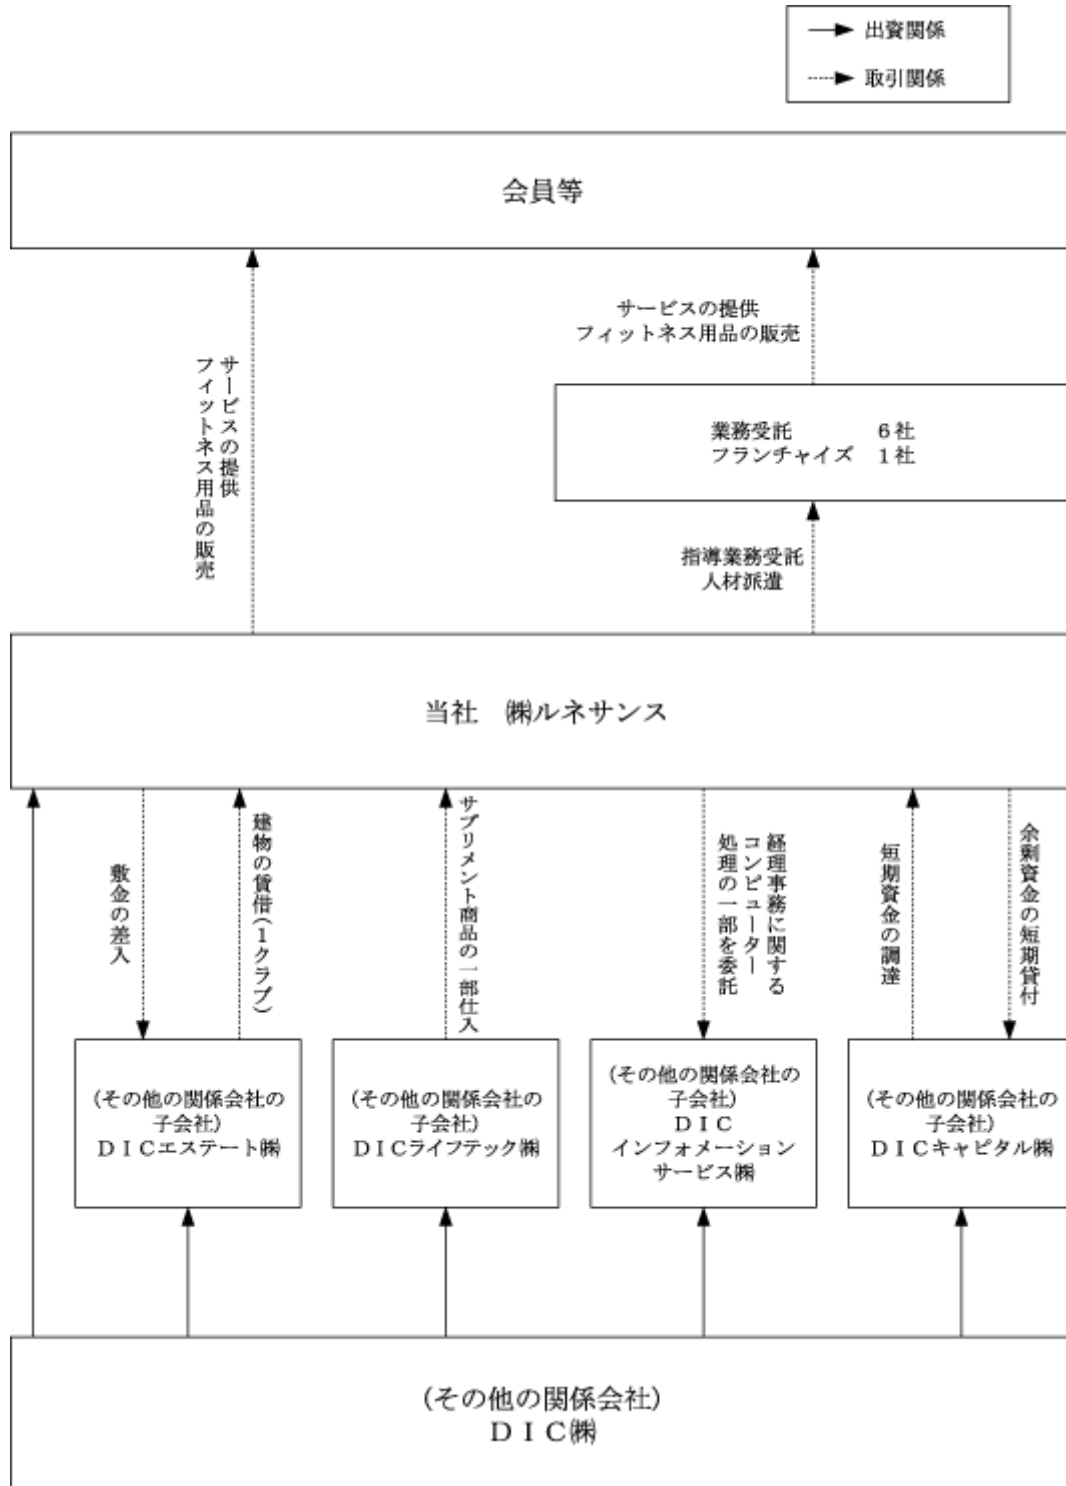 出資関係
取引関係
会員等
サービスの提供
フィットネス用品の販売
サービスの提供
フィットネス用品の販売
業務受託 6社
フランチャイズ 1社
指導業務受託
人材派遣
当社 ㈱ルネサンス
敷金の差入
建物の賃借(1クラブ)
サプリメント商品の一部仕入
経理事務に関する
コンピューター
処理の一部を委託
短期資金の調達
余剰資金の短期貸付
(その他の関係会社の
子会社)
DICエステート㈱
(その他の関係会社の
子会社)
DICライフテック㈱
(その他の関係会社の
子会社)
DIC
インフォメーション
サービス㈱
(その他の関係会社の
子会社)
DICキャピタル㈱
(その他の関係会社)
DIC㈱